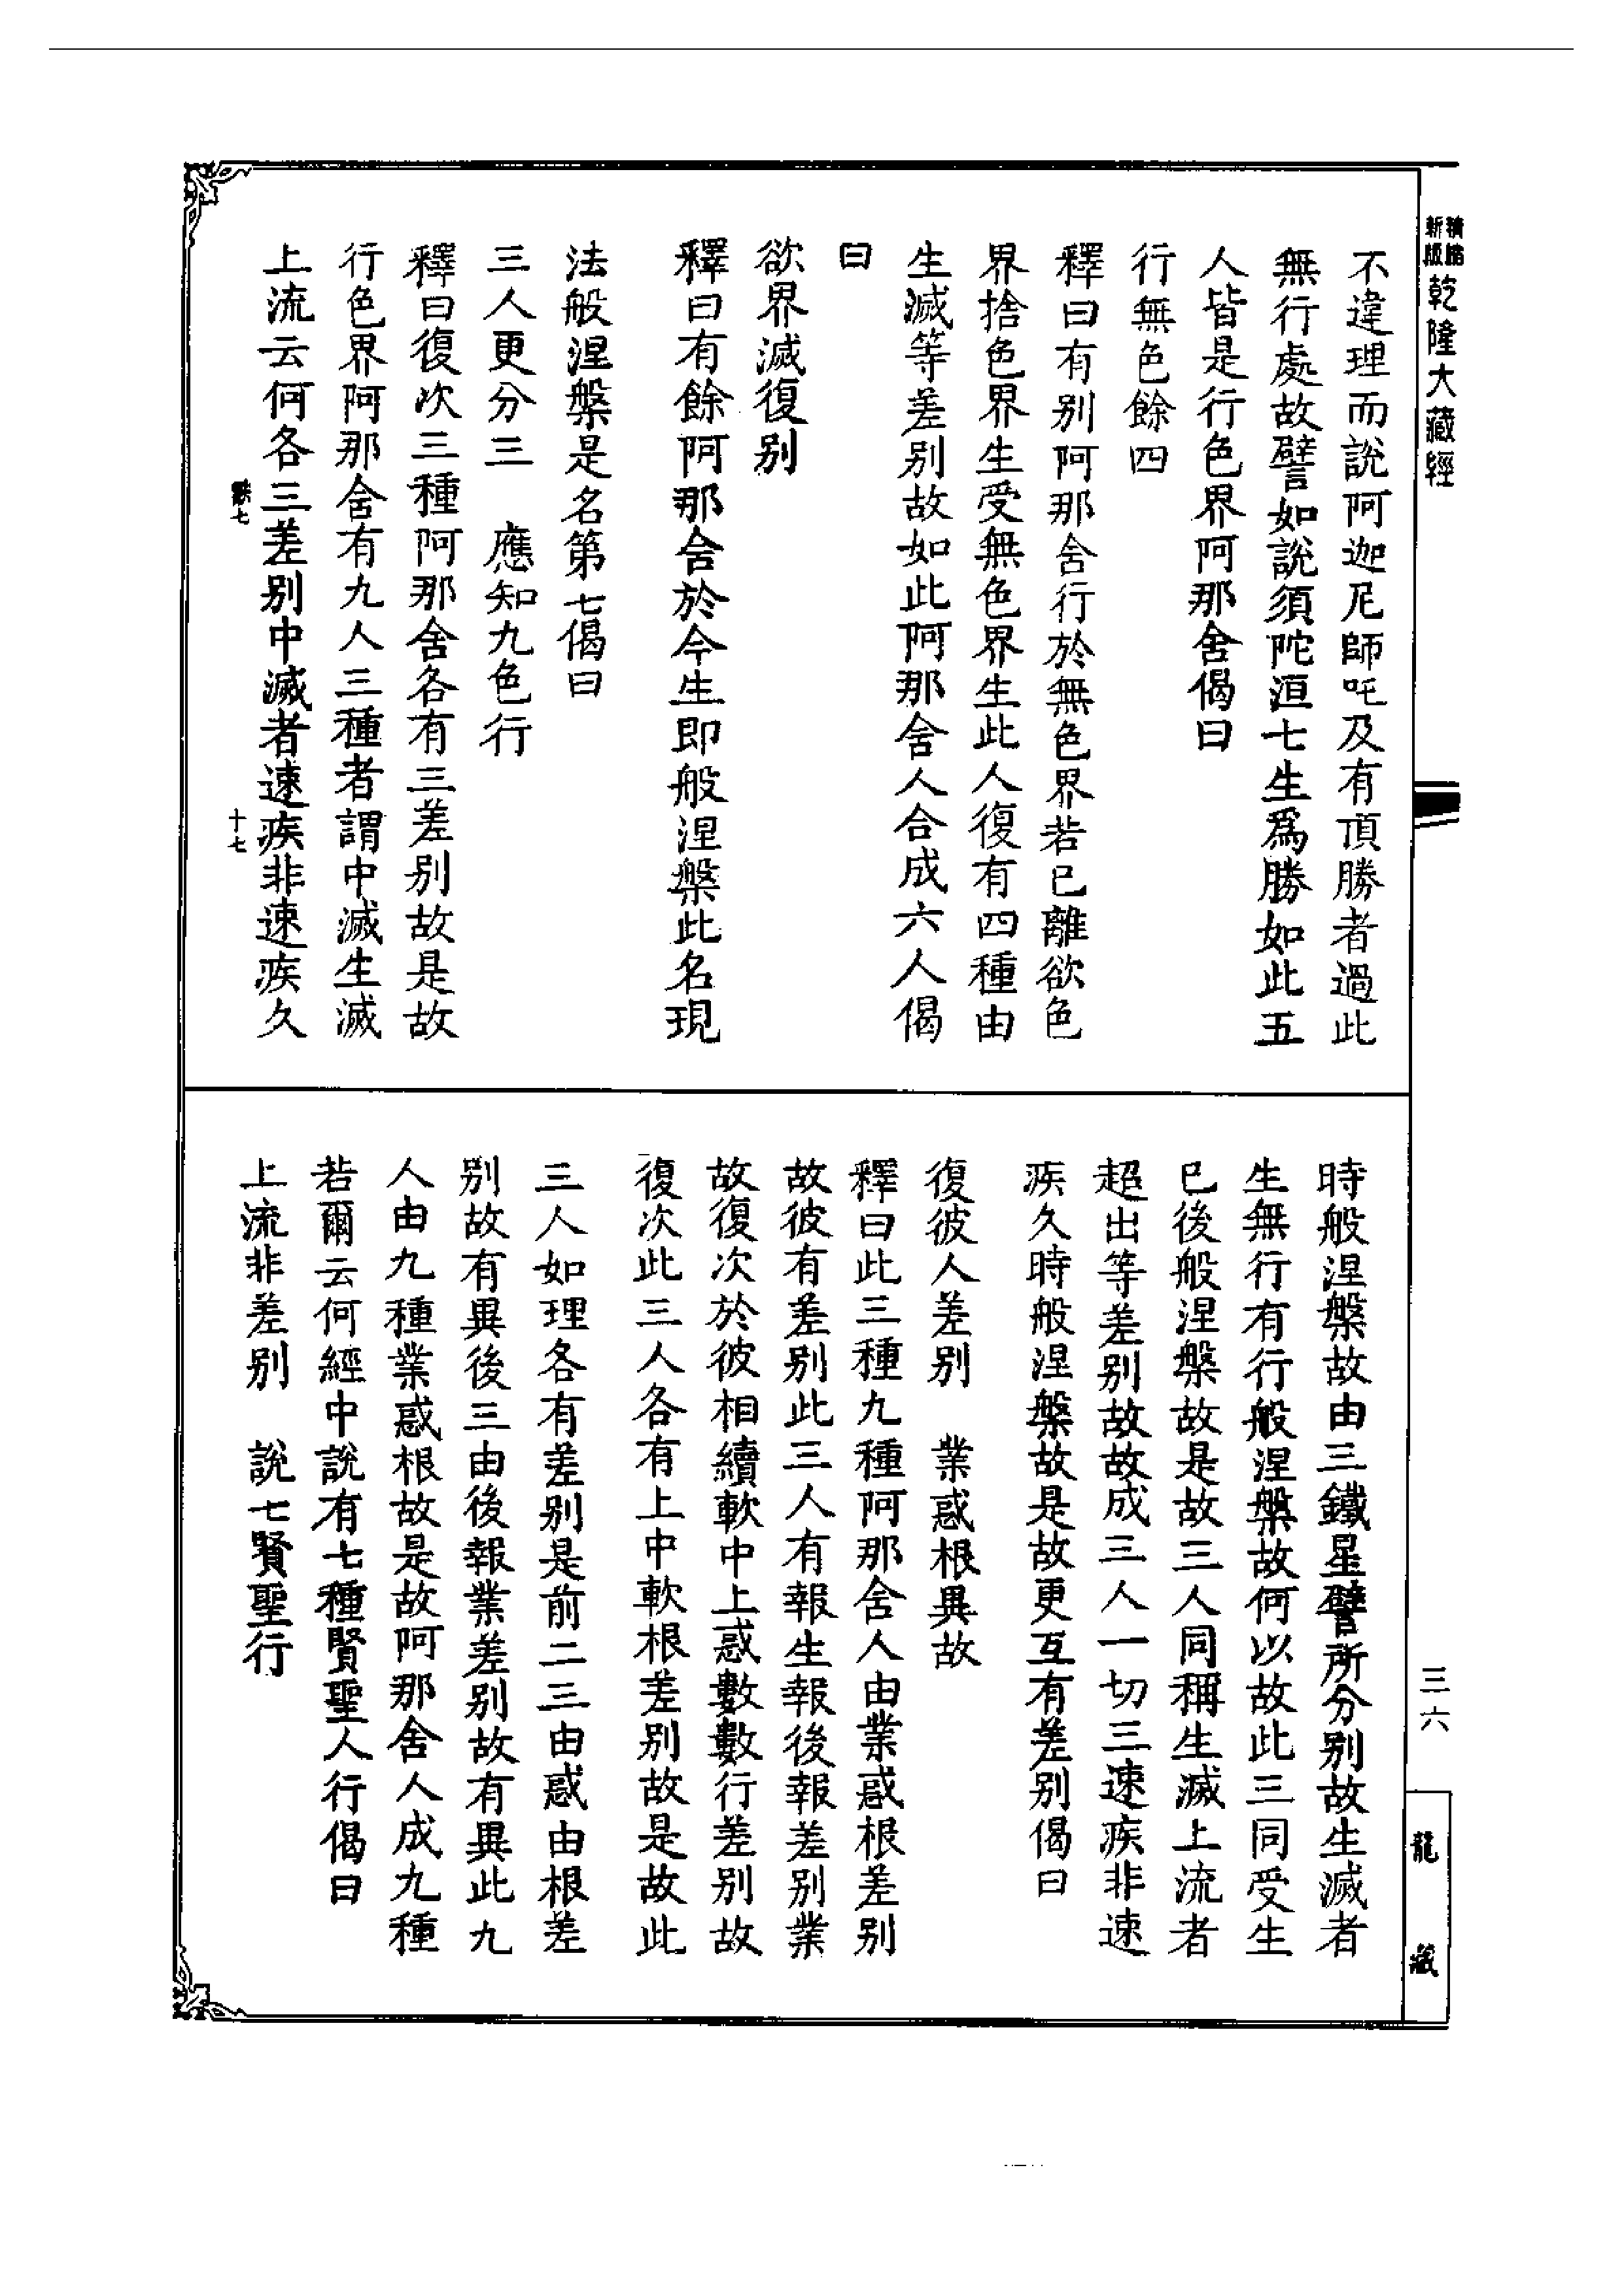 新版精縮乾隆大藏經
不違理而說阿迦尼師吒及有頂勝者過此
無行處故譬如說須陀洹七生爲勝如此五
人皆是行色界阿那舍偈曰
行無色餘四
釋曰有別阿那舍行於無色界若已離欲色
界捨色界生受無色界生此人復有四種由
生滅等差別故如此阿那舍人合成六人偈
曰
欲界滅復別
釋曰有餘阿那舍於今生即般涅槃此名現
法般涅槃是名第七偈曰
三人更分三　應知九色行
釋曰復次三種阿那舍各有三差別故是故
行色界阿那舍有九人三種者謂中滅生滅
上流云何各三差別中滅者速疾非速疾久
十七
時般涅槃故由三鐵星譬所分別故生滅者
生無行有行般涅槃故何以故此三同受生
已後般涅槃故是故三人同稱生滅上流者
超出等差別故故成三人一切三速疾非速
疾久時般涅槃故是故更互有差別偈曰
復彼人差別　業惑根異故
釋曰此三種九種阿那舍人由業惑根差別
故彼有差別此三人有報生報後報差別業
故復次於彼相續軟中上惑數數行差別故
復次此三人各有上中軟根差別故是故此
三人如理各有差別是前二三由惑由根差
別故有異後三由後報業差別故有異此九
人由九種業惑根故是故阿那舍人成九種
若爾云何經中說有七種賢聖人行偈曰
上流非差別　說七賢聖行
三六
龍藏